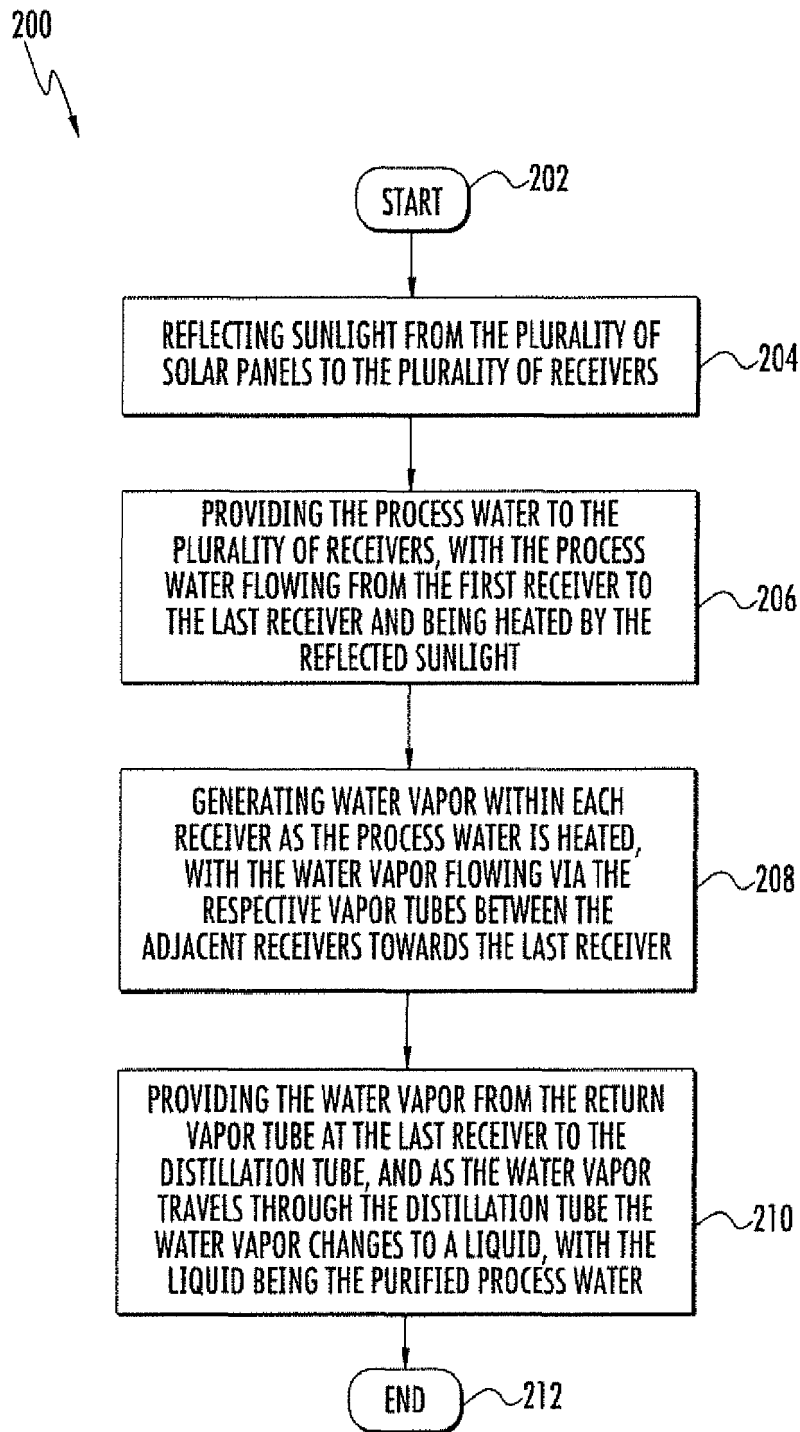 200
START
202
REFLECTING SUNLIGHT FROM THE PLURALITY OF
SOLAR PANELS TO THE PLURALITY OF RECEIVERS
204
PROVIDING THE PROCESS WATER TO THE
PLURALITY OF RECEIVERS, WITH THE PROCESS
WATER FLOWING FROM THE FIRST RECEIVER TO
THE LAST RECEIVER AND BEING HEATED BY THE
REFLECTED SUNLIGHT
206
GENERATING WATER VAPOR WITHIN EACH
RECEIVER AS THE PROCESS WATER IS HEATED,
WITH THE WATER VAPOR FLOWING VIA THE
RESPECTIVE VAPOR TUBES BETWEEN THE
ADJACENT RECEIVERS TOWARDS THE LAST RECEIVER
208
PROVIDING THE WATER VAPOR FROM THE RETURN
VAPOR TUBE AT THE LAST RECEIVER TO THE
DISTILLATION TUBE, AND AS THE WATER VAPOR
TRAVELS THROUGH THE DISTILLATION TUBE THE
WATER VAPOR CHANGES TO A LIQUID, WITH THE
LIQUID BEING THE PURIFIED PROCESS WATER
210
END
212